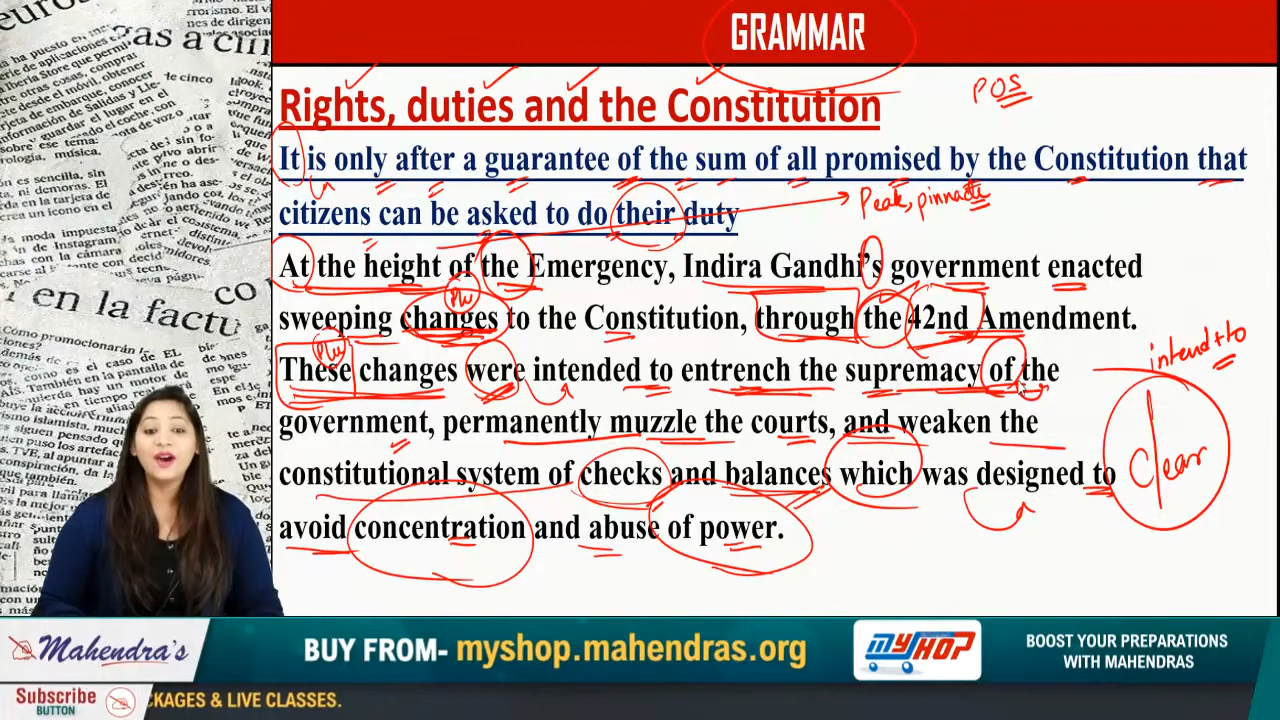 GRAMMAR
POS
Rights, duties and the Constitution
It is only after a guarantee of the sum of all promised by the Constitution that
citizens can be asked to do their duty
Peak, pinnacle
At the height of the Emergency, Indira Gandhi's government enacted
Plu
sweeping changes to the Constitution, through the 42nd Amendment.
Plu
intend + to
These changes were intended to entrench the supremacy of the
government, permanently muzzle the courts, and weaken the
Clear
constitutional system of checks and balances which was designed to
avoid concentration and abuse of power.
Mahendra's
BUY FROM- myshop.mahendras.org
MY SHOP
BOOST YOUR PREPARATIONS
WITH MAHENDRAS
Subscribe
BUTTON
CKAGES & LIVE CLASSES.